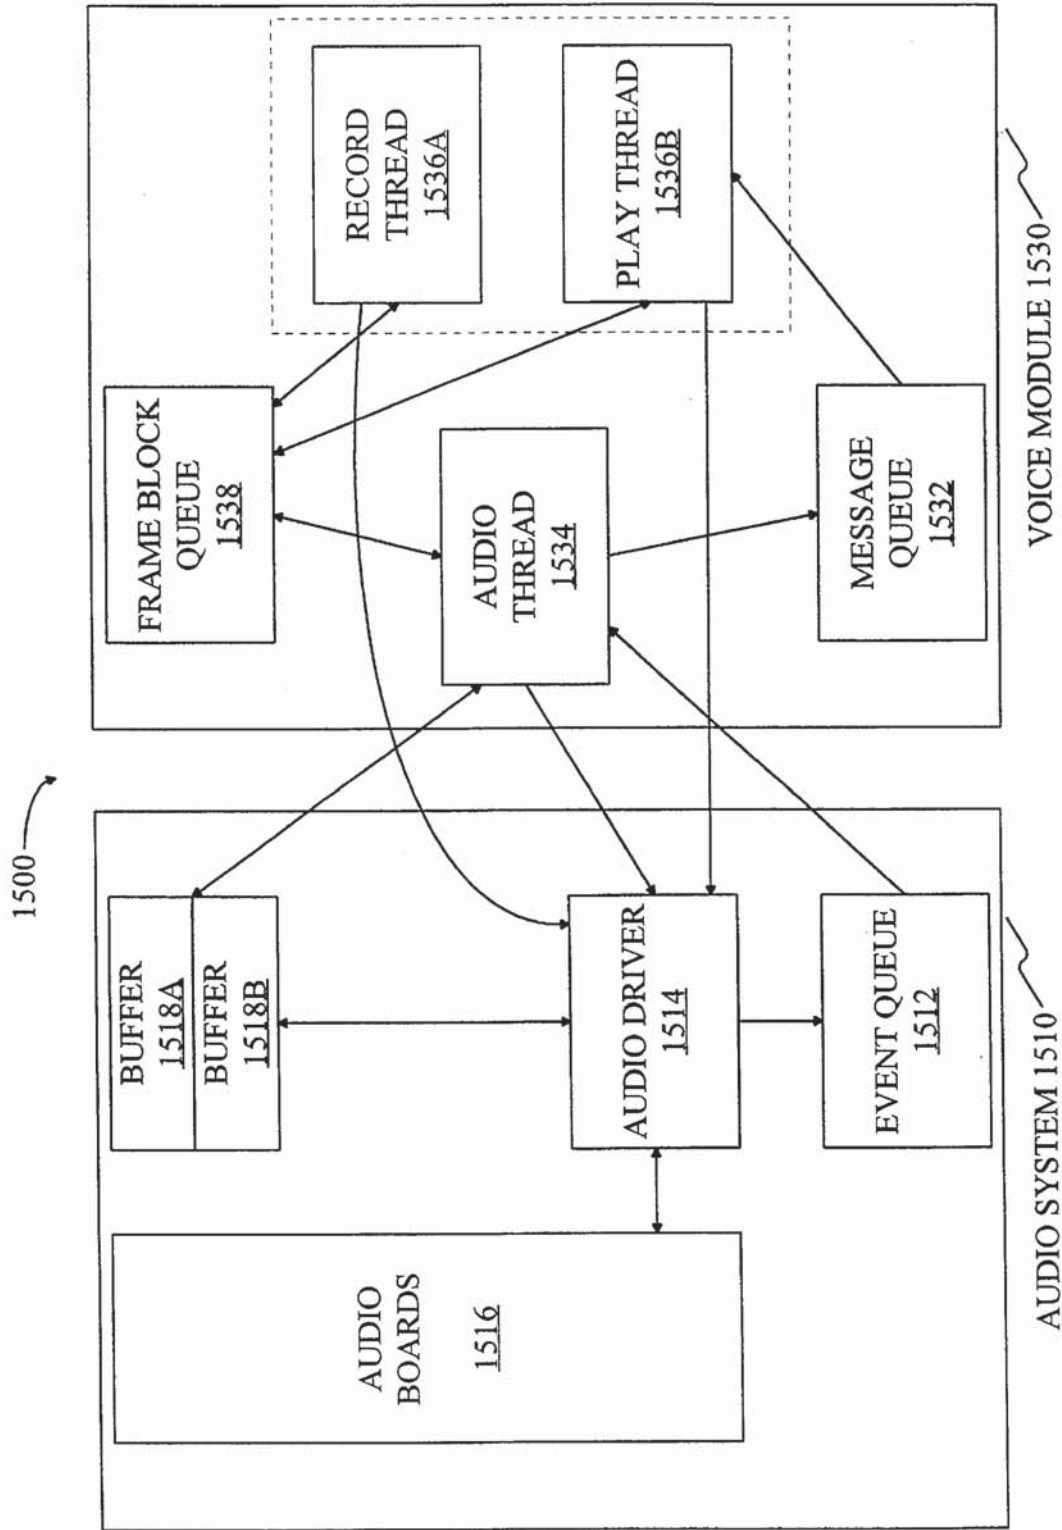 1500
AUDIO
BOARDS
1516
BUFFER
1518A
BUFFER
1518B
AUDIO DRIVER
1514
EVENT QUEUE
1512
AUDIO SYSTEM 1510
FRAME BLOCK
QUEUE
1538
AUDIO
THREAD
1534
MESSAGE
QUEUE
1532
RECORD
THREAD
1536A
PLAY THREAD
1536B
VOICE MODULE 1530